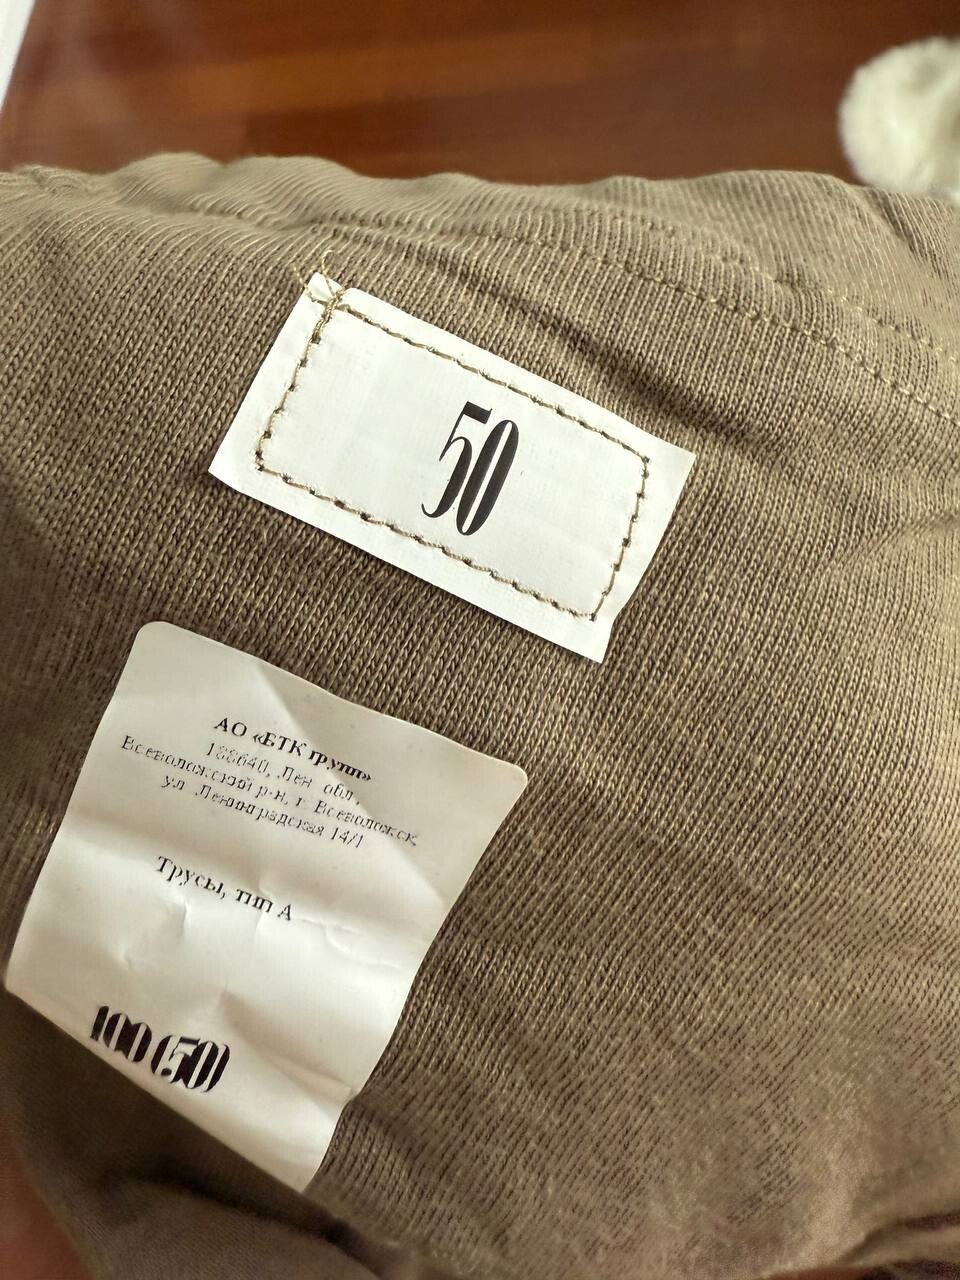 50
АО «БТК групп»
188640, Лен. обл.,
Всеволожский р-н, г. Всеволожск
ул. Ленинградская 14/1
Трусы, тип А
100 (50)